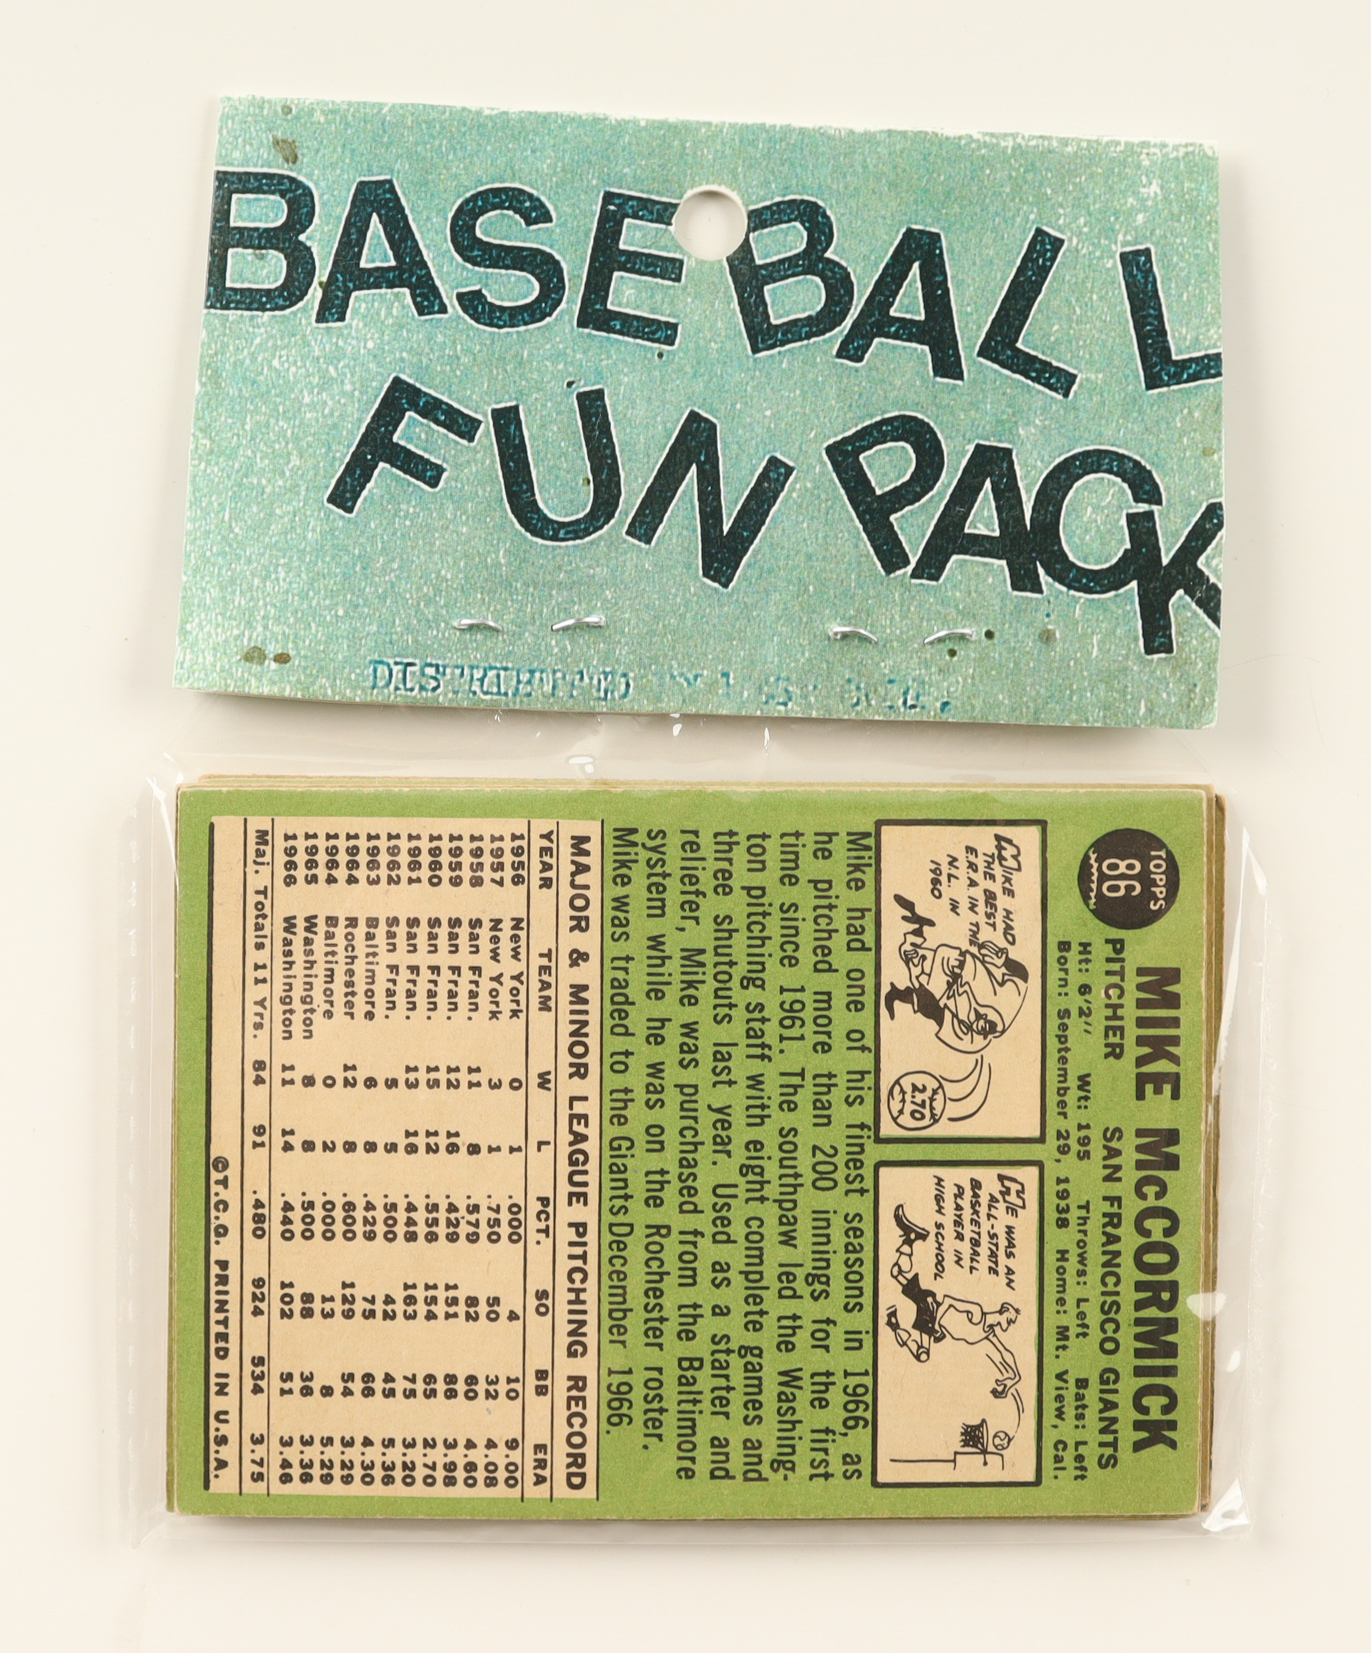 BASEBALL
FUN PACK
TOPPS
86
MIKE McCORMICK
PITCHER SAN FRANCISCO GIANTS
Ht: 6'2" Wt: 195 Throws: Left Bats: Left
Born: September 29, 1938 Home: Mt. View, Cal.
MIKE HAD
THE BEST
E.R.A. IN THE
N.L. IN
1960
2.70
HE WAS AN
ALL-STATE
BASKETBALL
PLAYER IN
HIGH SCHOOL
Mike had one of his finest seasons in 1966, as
he pitched more than 200 innings for the first
time since 1961. The southpaw led the Washing-
ton pitching staff with eight complete games and
three shutouts last year. Used as a starter and
reliefer, Mike was purchased from the Baltimore
system while he was on the Rochester roster.
Mike was traded to the Giants December 1966.
MAJOR & MINOR LEAGUE PITCHING RECORD
YEAR TEAM W L PCT. SO BB ERA
1956 New York 0 1 .000 4 10 9.00
1957 New York 3 1 .750 50 32 4.08
1958 San Fran. 11 8 .579 82 60 4.60
1959 San Fran. 12 16 .429 151 86 3.98
1960 San Fran. 15 12 .556 154 65 2.70
1961 San Fran. 13 16 .448 163 75 3.20
1962 San Fran. 5 5 .500 42 45 5.36
1963 Baltimore 6 8 .429 75 66 4.30
1964 Rochester 12 8 .600 129 54 3.29
1964 Baltimore 0 2 .000 13 8 5.29
1965 Washington 8 8 .500 88 36 3.36
1966 Washington 11 14 .440 102 51 3.46
Maj. Totals 11 Yrs. 84 91 .480 924 534 3.75
©T.C.G. PRINTED IN U.S.A.